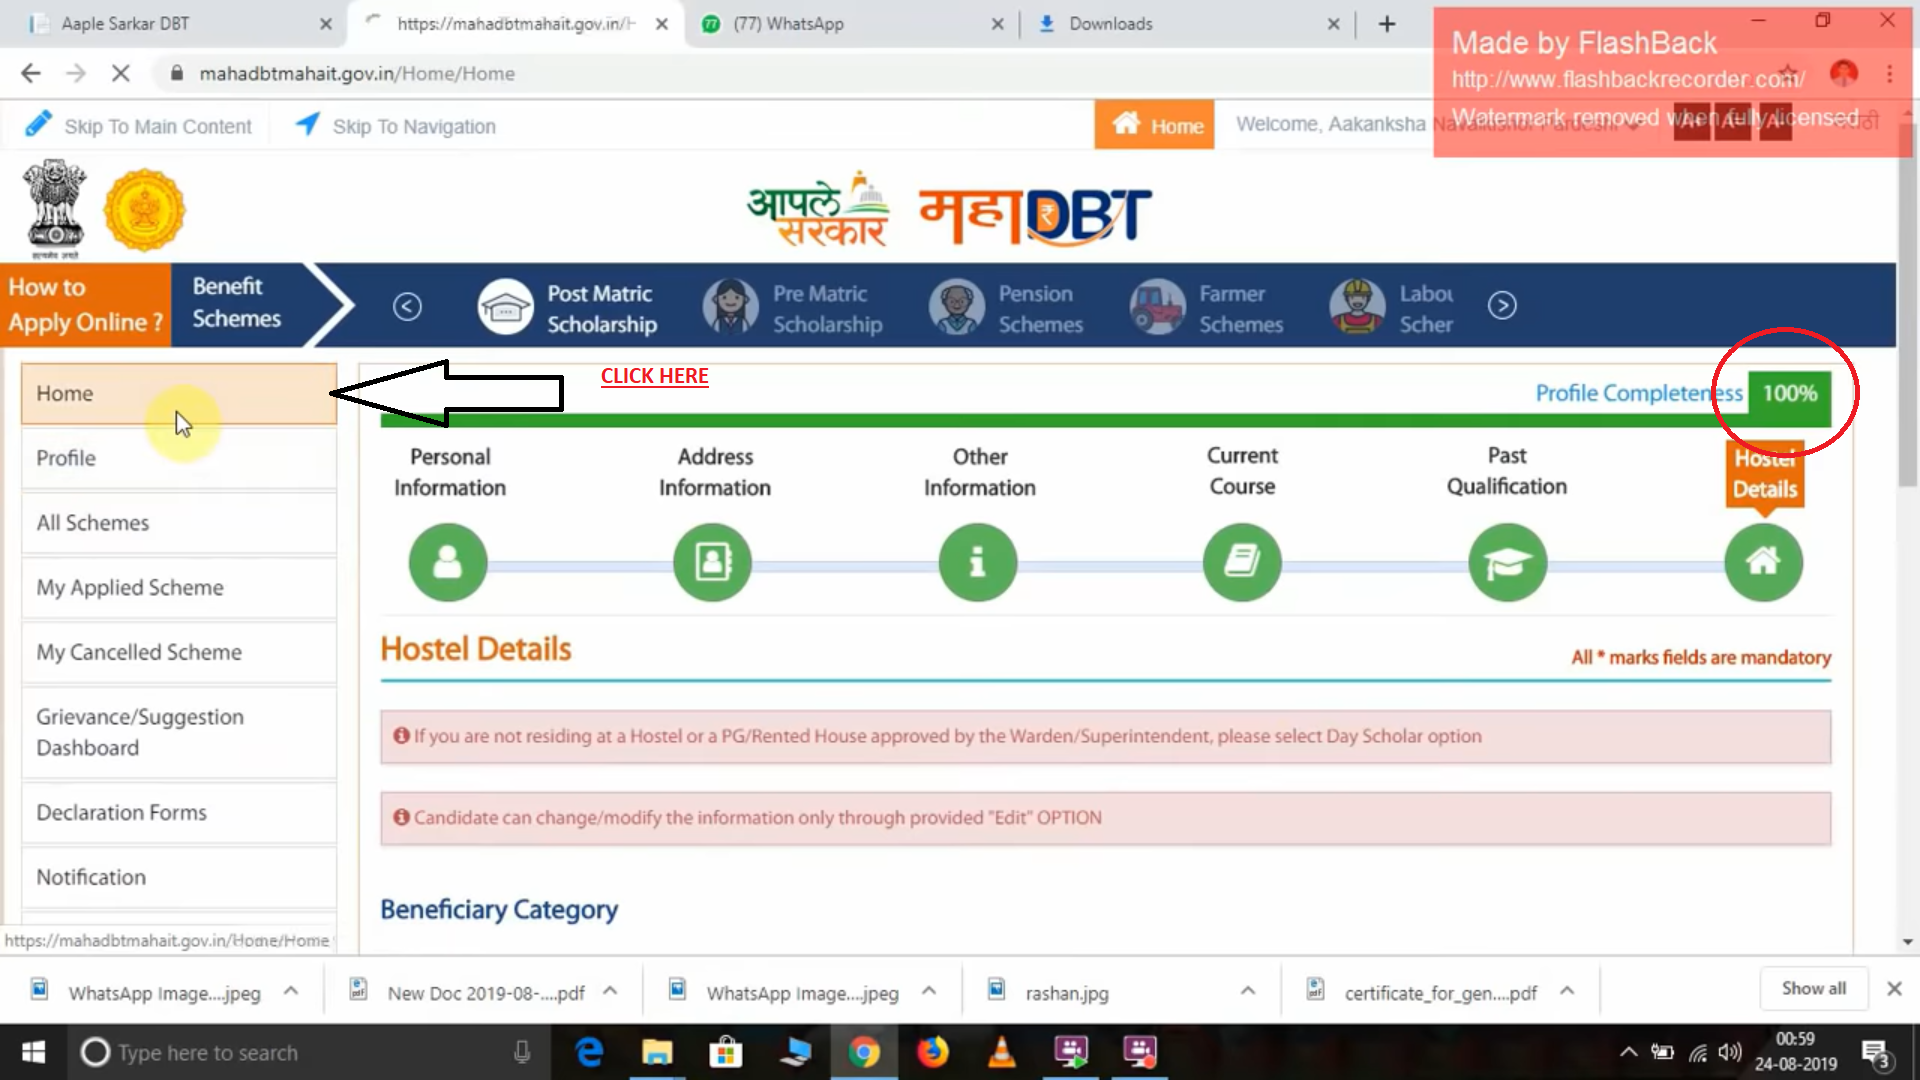 Aaple Sarkar DBT
https://mahadbtmahait.gov.in/H
(77) WhatsApp
Downloads
mahadbtmahait.gov.in/Home/Home
Made by FlashBack
http://www.flashbackrecorder.com/
Watermark removed when fully licensed
Skip To Main Content
Skip To Navigation
Home
Welcome, Aakanksha
आपले सरकार
महाDBT
How to
Apply Online ?
Benefit
Schemes
Post Matric
Scholarship
Pre Matric
Scholarship
Pension
Schemes
Farmer
Schemes
Labou
Scher
Home
CLICK HERE
Profile Completeness 100%
Profile
All Schemes
My Applied Scheme
My Cancelled Scheme
Grievance/Suggestion
Dashboard
Declaration Forms
Notification
https://mahadbtmahait.gov.in/Home/Home
Personal
Information
Address
Information
Other
Information
Current
Course
Past
Qualification
Hostel
Details
Hostel Details
All * marks fields are mandatory
If you are not residing at a Hostel or a PG/Rented House approved by the Warden/Superintendent, please select Day Scholar option
Candidate can change/modify the information only through provided "Edit" OPTION
Beneficiary Category
WhatsApp Image....jpeg
New Doc 2019-08-....pdf
WhatsApp Image....jpeg
rashan.jpg
certificate_for_gen....pdf
Show all
Type here to search
00:59
24-08-2019
3